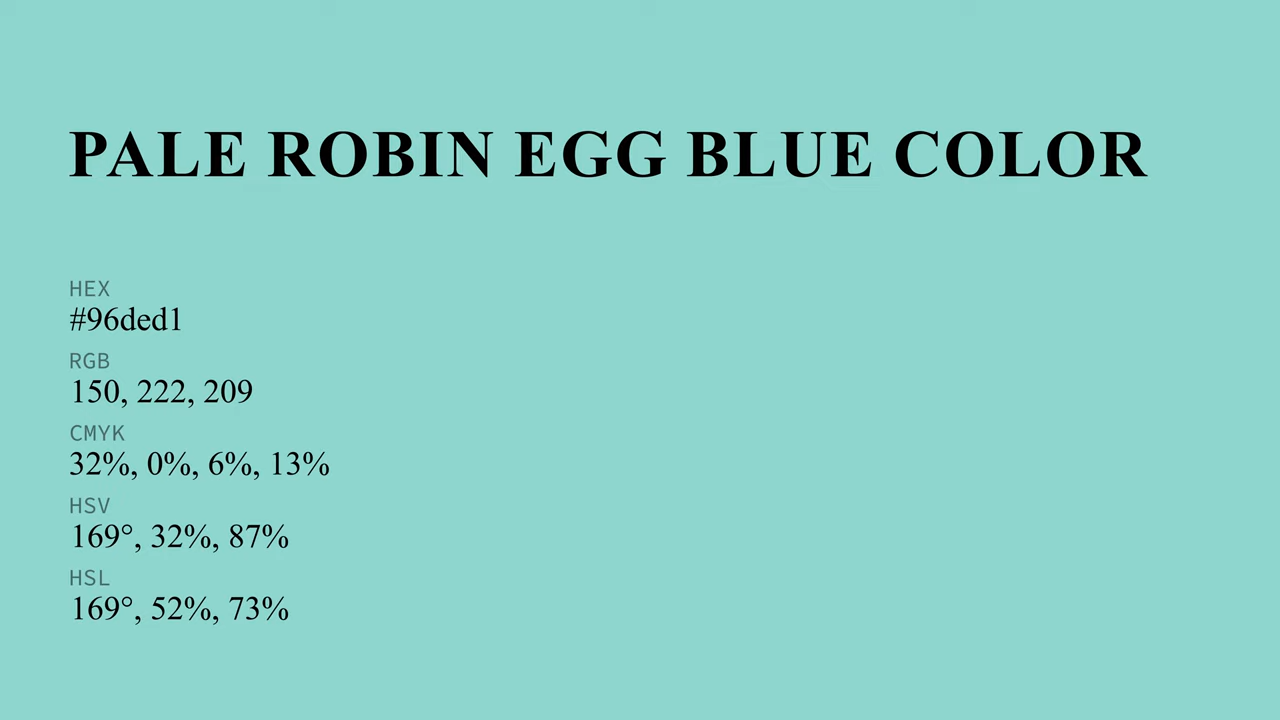 PALE ROBIN EGG BLUE COLOR
HEX
#96ded1
RGB
150, 222, 209
CMYK
32%, 0%, 6%, 13%
HSV
169°, 32%, 87%
HSL
169°, 52%, 73%